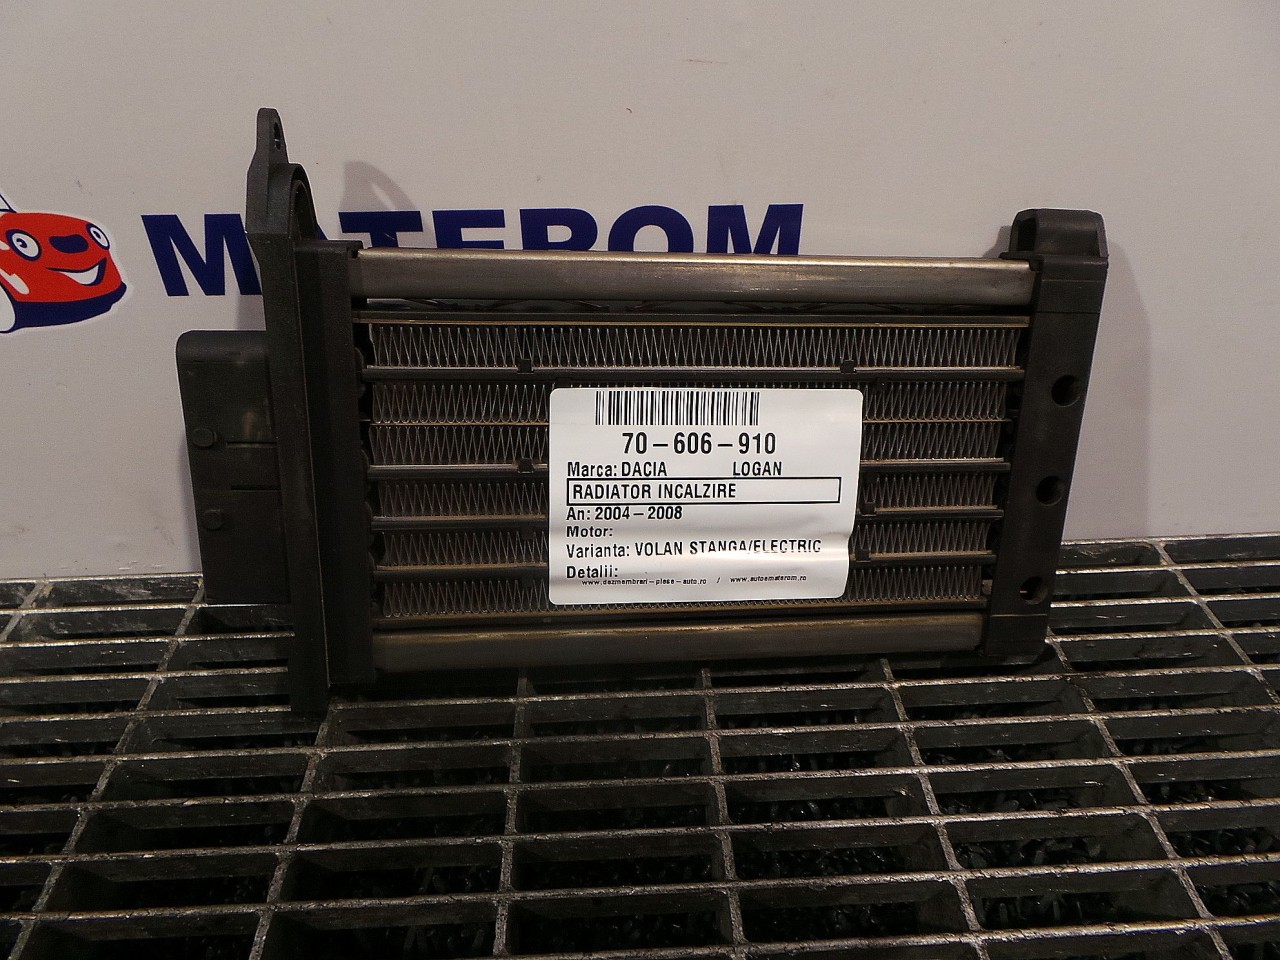 MATEROM
70-606-910
Marca: DACIA LOGAN
RADIATOR INCALZIRE
An: 2004-2008
Motor:
Varianta: VOLAN STANGA/ELECTRIC
Detalii:
www.dezmembrari-piese-auto.ro / www.automaterom.ro